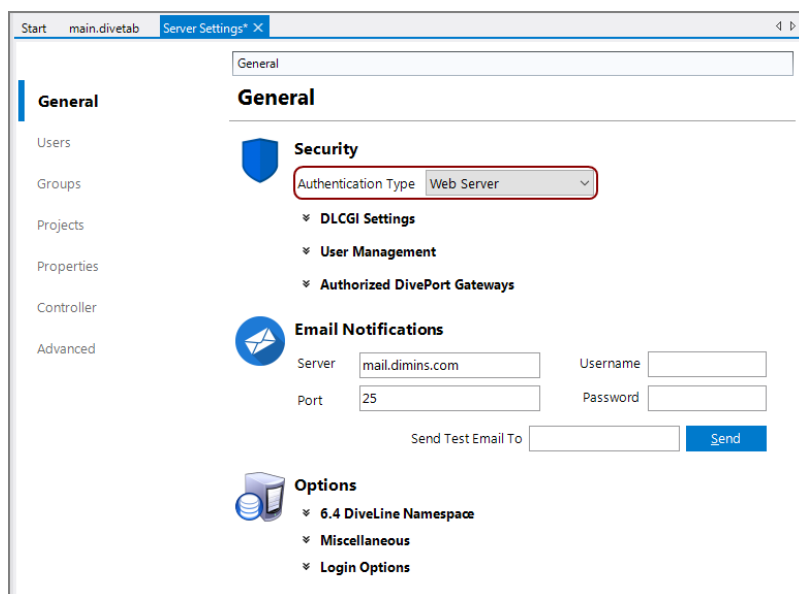 Start main.divetab Server Settings*
General
General
General
Users
Groups
Projects
Properties
Controller
Advanced
Security
Authentication Type Web Server
DLCGI Settings
User Management
Authorized DivePort Gateways
Email Notifications
Server mail.dimins.com Username
Port 25 Password
Send Test Email To Send
Options
6.4 DiveLine Namespace
Miscellaneous
Login Options